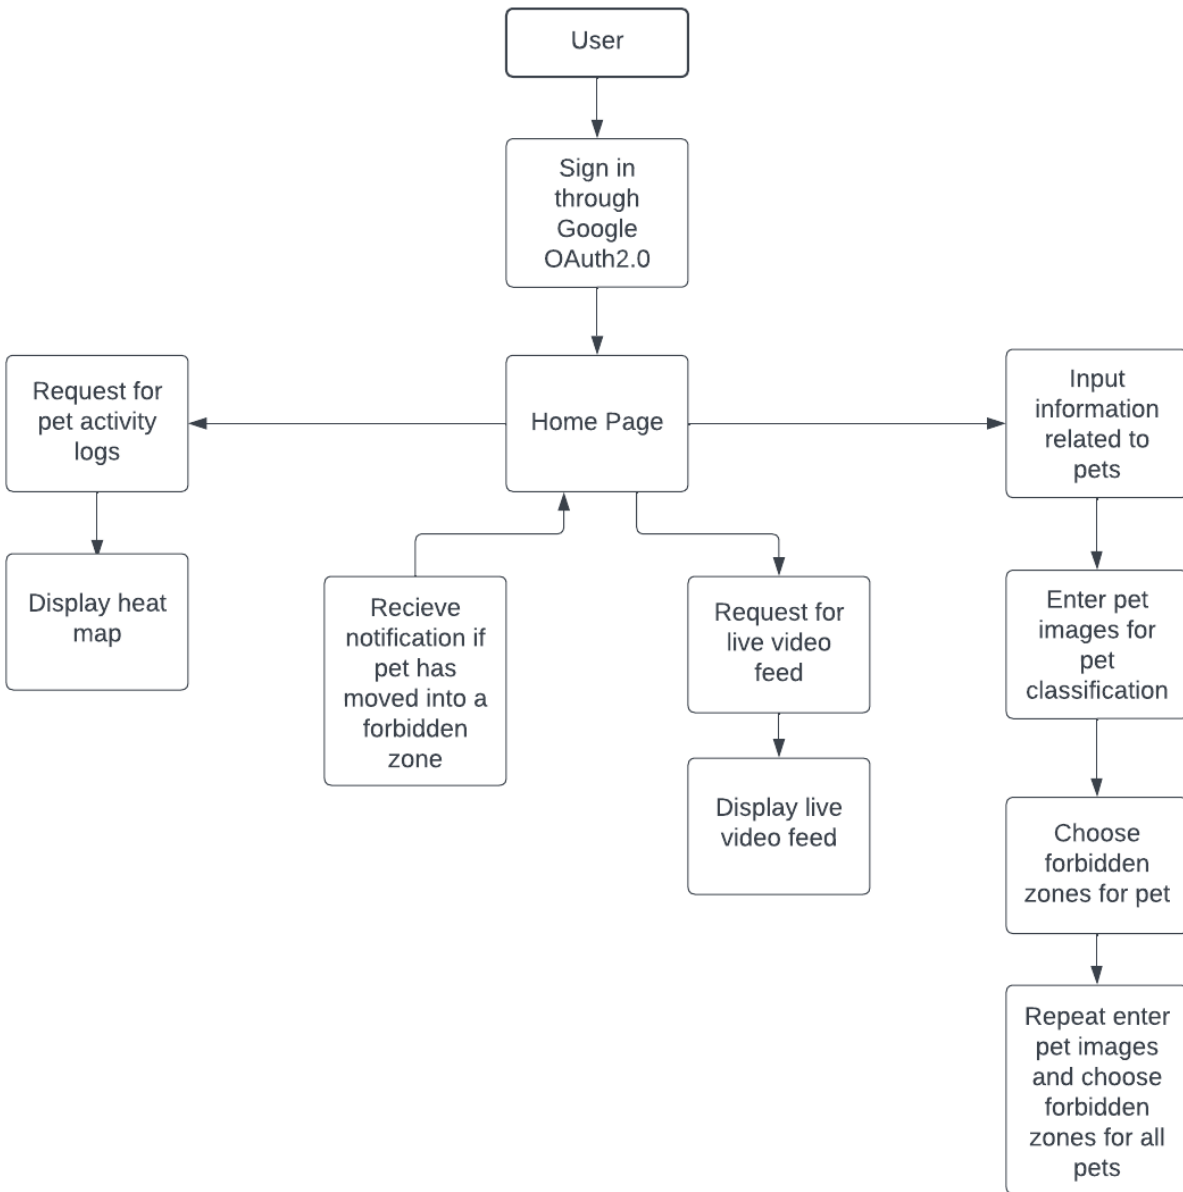 User
Sign in
through
Google
OAuth2.0
Request for
pet activity
logs
Home Page
Input
information
related to
pets
Display heat
map
Recieve
notification if
pet has
moved into a
forbidden
zone
Request for
live video
feed
Display live
video feed
Enter pet
images for
pet
classification
Choose
forbidden
zones for pet
Repeat enter
pet images
and choose
forbidden
zones for all
pets